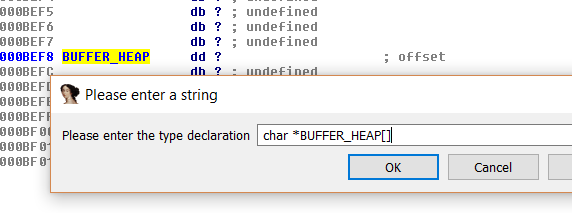 000BEF5 db ? ; undefined
000BEF6 db ? ; undefined
000BEF7 db ? ; undefined
000BEF8 BUFFER_HEAP dd ? ; offset
000BEFC db ? ; undefined
000BEFD
Please enter a string
Please enter the type declaration char *BUFFER_HEAP[]
OK Cancel